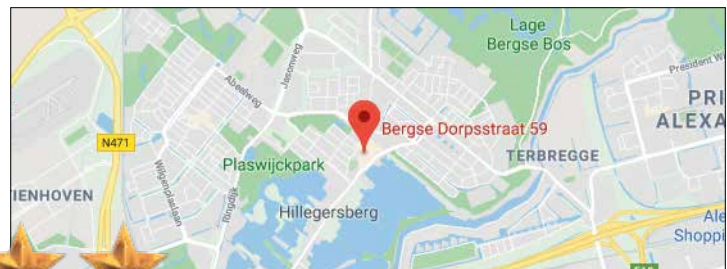 Lage
Bergse Bos
Jasonweg
Abeelweg
President W
PRI
ALEXA
Bergse Dorpsstraat 59
N471
TERBREGGE
Plaswijckpark
Wilgenplaslaan
Ringdijk
TIENHOVEN
Hillegersberg
Ale
Shoppi